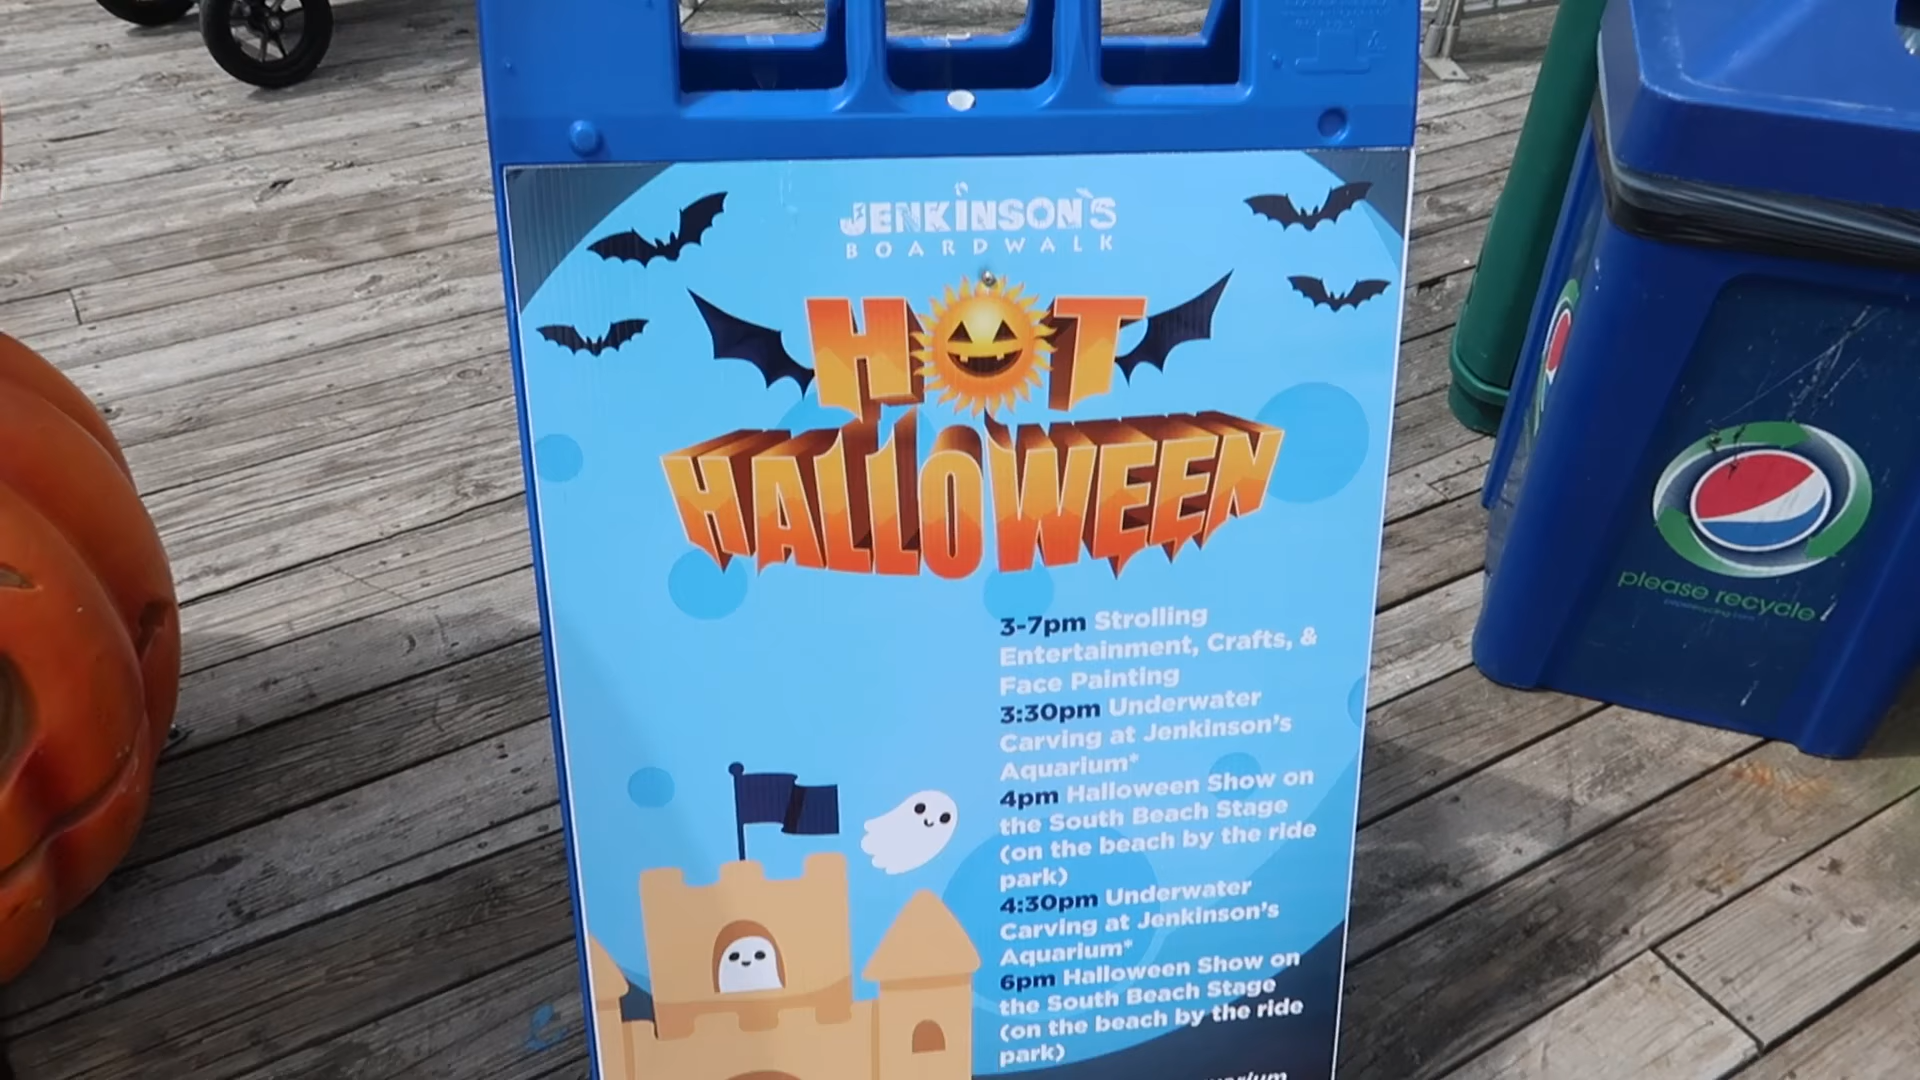 JENKINSON'S
BOARDWALK
HOT
HALLOWEEN
3-7pm Strolling
Entertainment, Crafts, &
Face Painting
3:30pm Underwater
Carving at Jenkinson's
Aquarium*
4pm Halloween Show on
the South Beach Stage
(on the beach by the ride
park)
4:30pm Underwater
Carving at Jenkinson's
Aquarium*
6pm Halloween Show on
the South Beach Stage
(on the beach by the ride
park)
please recycle